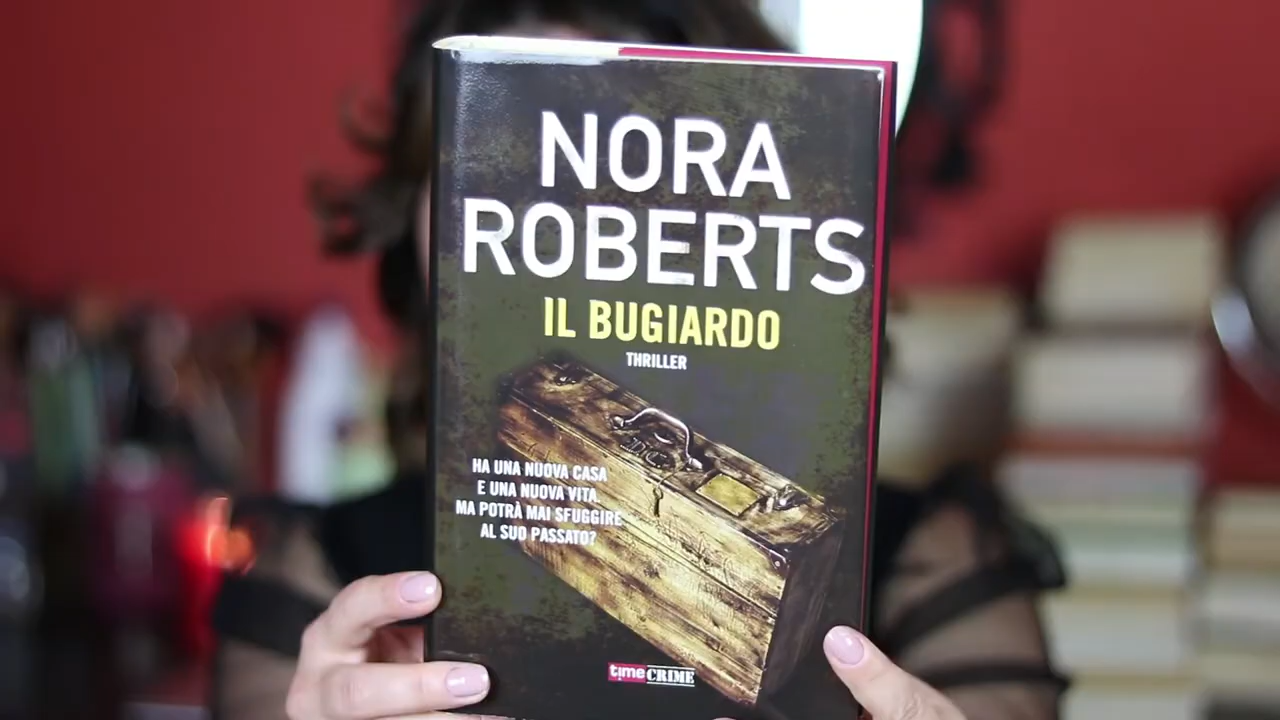 NORA
ROBERTS
IL BUGIARDO
THRILLER
HA UNA NUOVA CASA
E UNA NUOVA VITA.
MA POTRÀ MAI SFUGGIRE
AL SUO PASSATO?
time CRIME